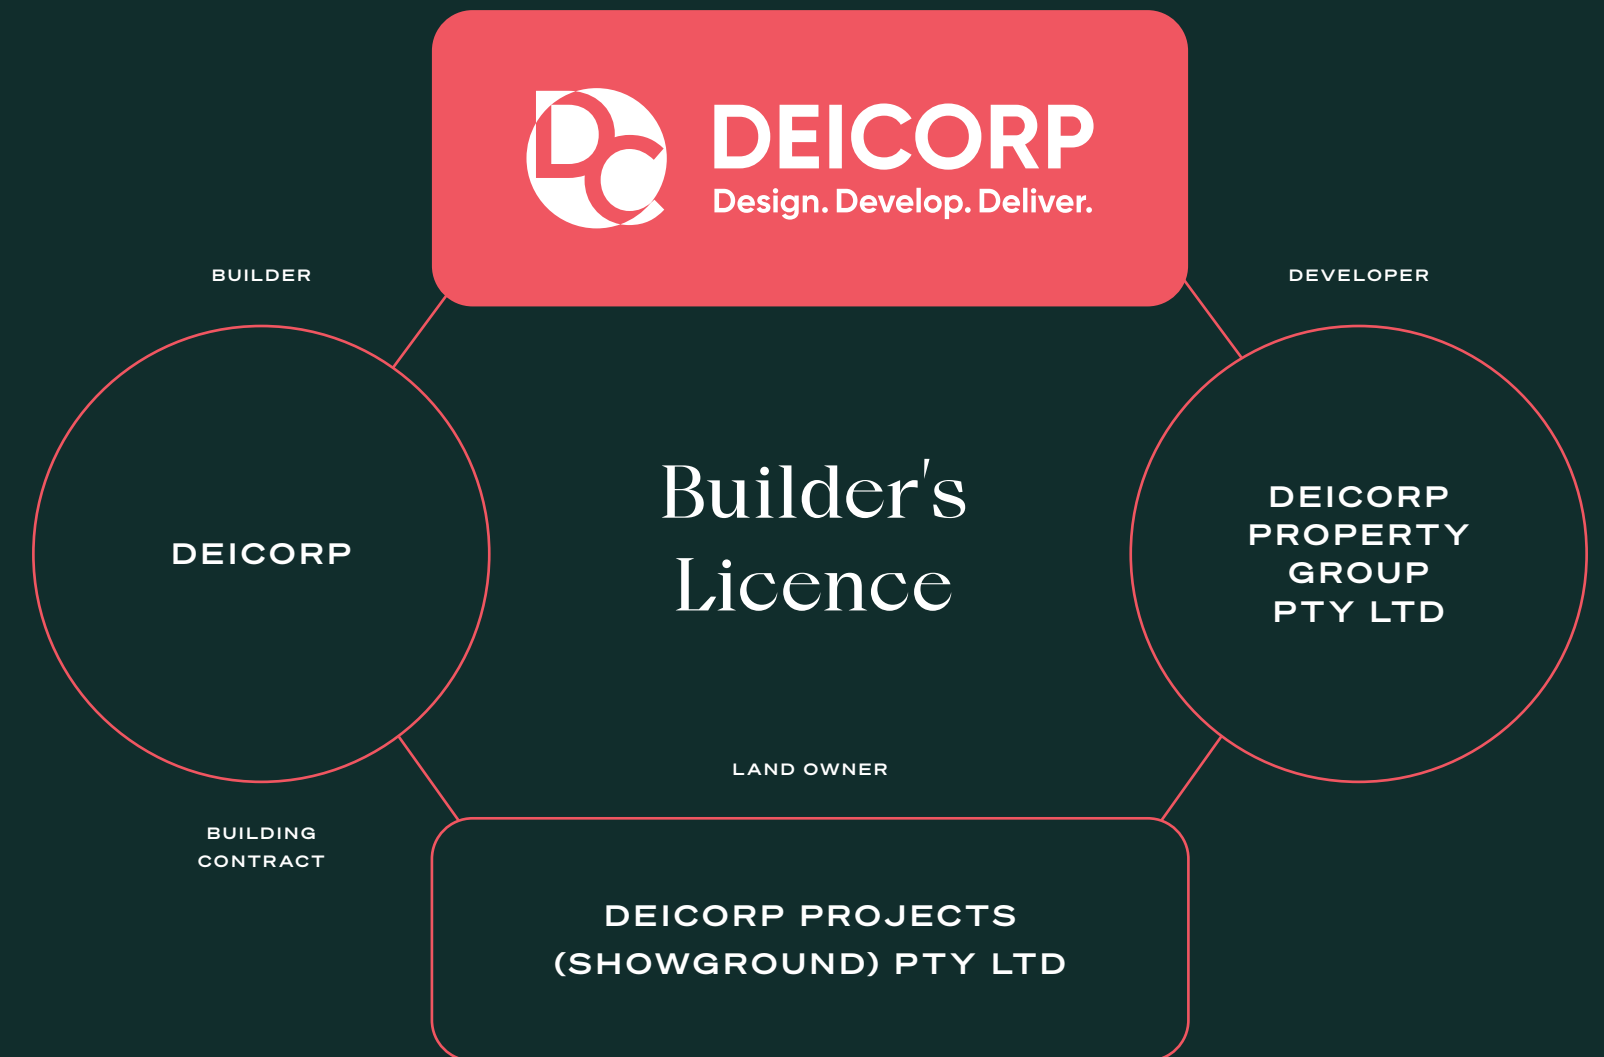 DC
DEICORP
Design. Develop. Deliver.
BUILDER
DEVELOPER
DEICORP
Builder's
Licence
DEICORP
PROPERTY
GROUP
PTY LTD
LAND OWNER
BUILDING
CONTRACT
DEICORP PROJECTS
(SHOWGROUND) PTY LTD